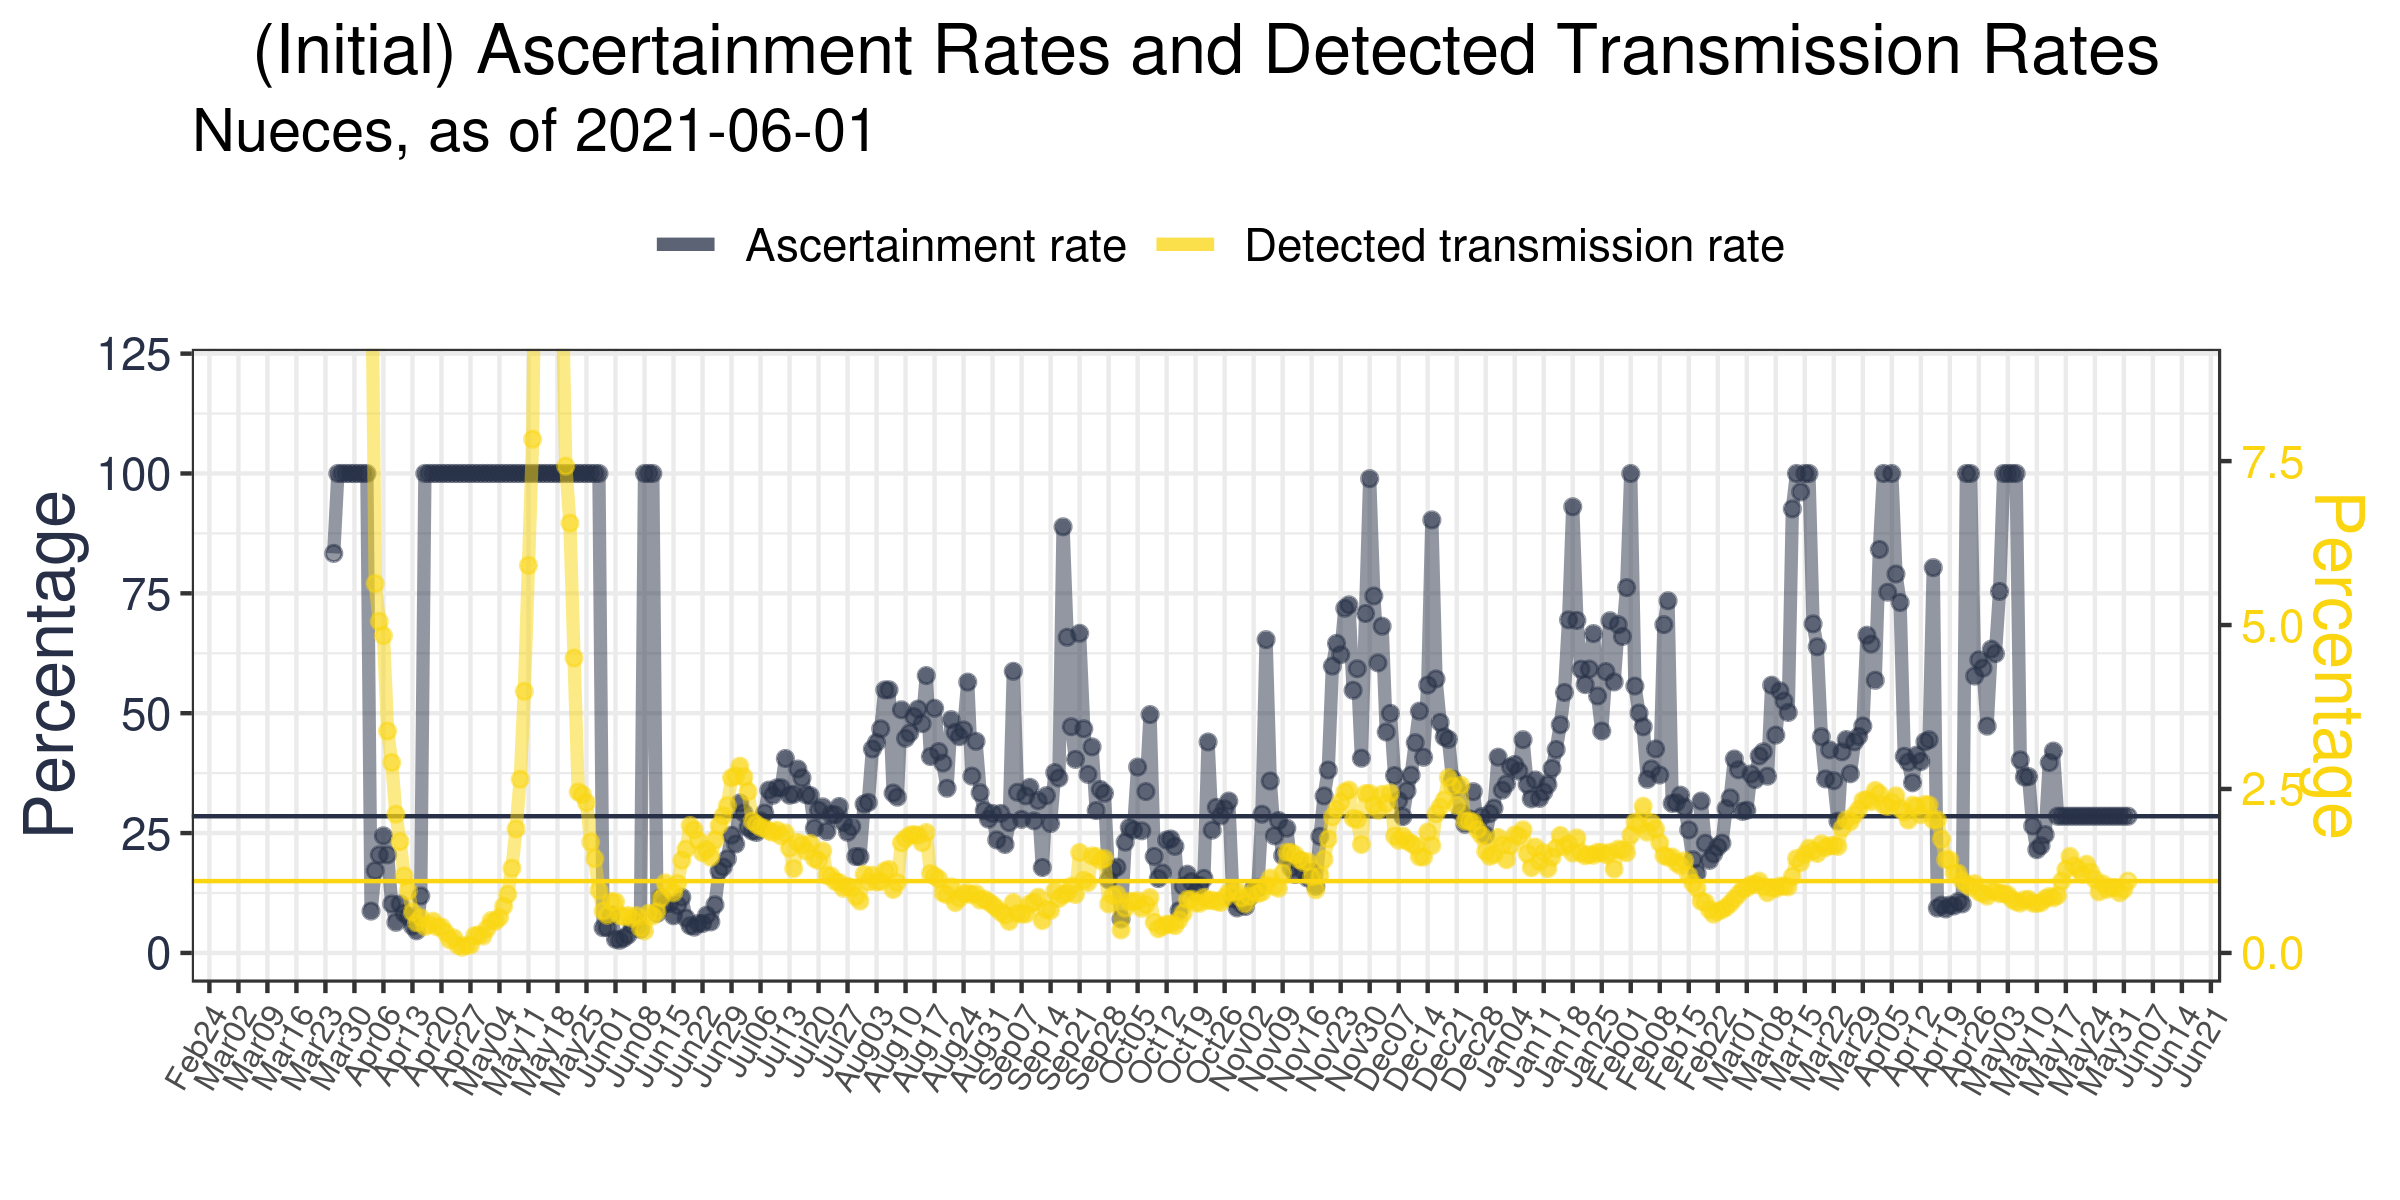 (Initial) Ascertainment Rates and Detected Transmission Rates
Nueces, as of 2021-06-01
Ascertainment rate
Detected transmission rate
Percentage
125
100
75
50
25
0
7.5
5.0
2.5
0.0
Percentage
Feb24
Mar02
Mar09
Mar16
Mar23
Mar30
Apr06
Apr13
Apr20
Apr27
May04
May11
May18
May25
Jun01
Jun08
Jun15
Jun22
Jun29
Jul06
Jul13
Jul20
Jul27
Aug03
Aug10
Aug17
Aug24
Aug31
Sep07
Sep14
Sep21
Sep28
Oct05
Oct12
Oct19
Oct26
Nov02
Nov09
Nov16
Nov23
Nov30
Dec07
Dec14
Dec21
Dec28
Jan04
Jan11
Jan18
Jan25
Feb01
Feb08
Feb15
Feb22
Mar01
Mar08
Mar15
Mar22
Mar29
Apr05
Apr12
Apr19
Apr26
May03
May10
May17
May24
May31
Jun07
Jun14
Jun21